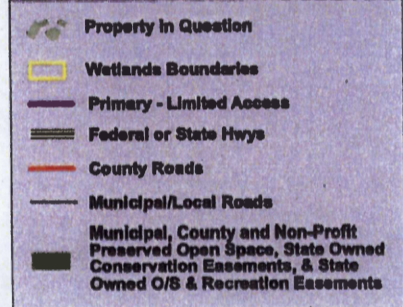 Property In Question
Wetlands Boundaries
Primary - Limited Access
Federal or State Hwys
County Roads
Municipal/Local Roads
Municipal, County and Non-Profit
Preserved Open Space, State Owned
Conservation Easements, & State
Owned O/S & Recreation Easements